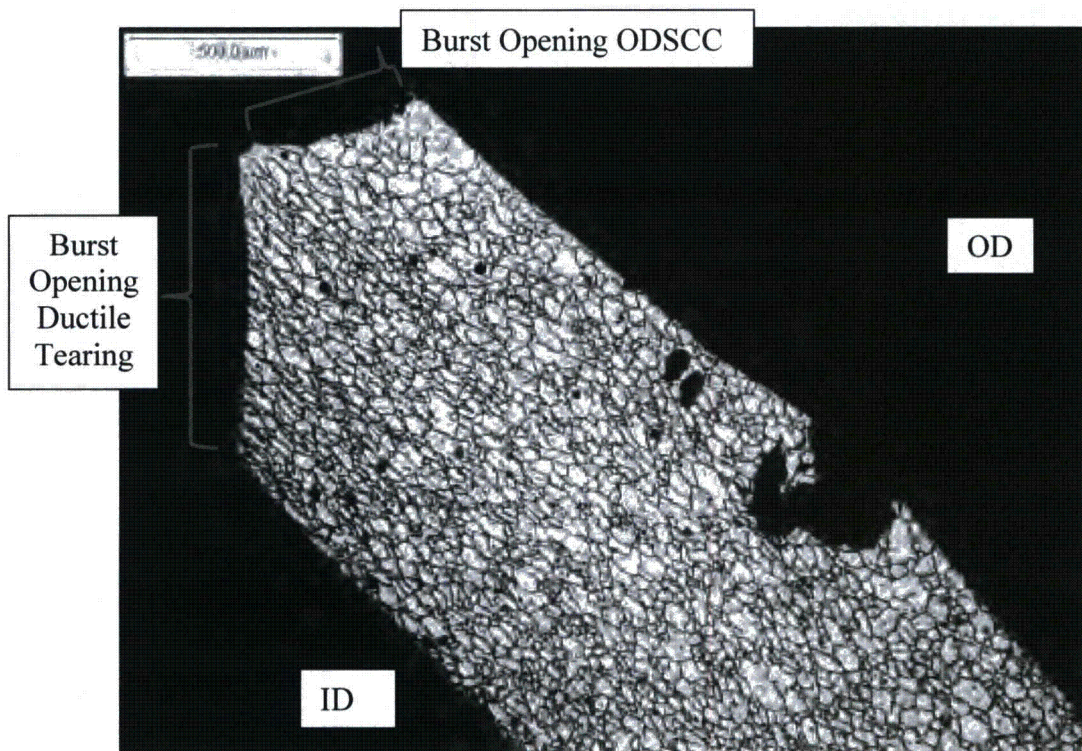 Burst Opening ODSCC
OD
Burst
Opening
Ductile
Tearing
ID